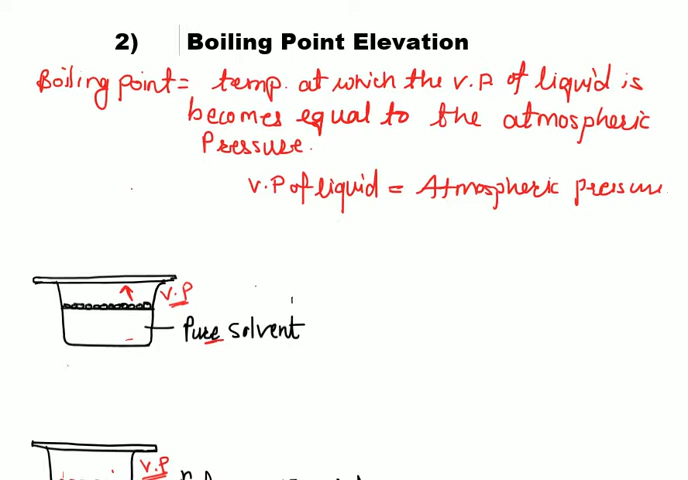 2) Boiling Point Elevation
Boiling point = temp. at which the V.P of liquid is
becomes equal to the atmospheric
Pressure.
V.P of liquid = Atmospheric pressure
V.P
Pure solvent
V.P